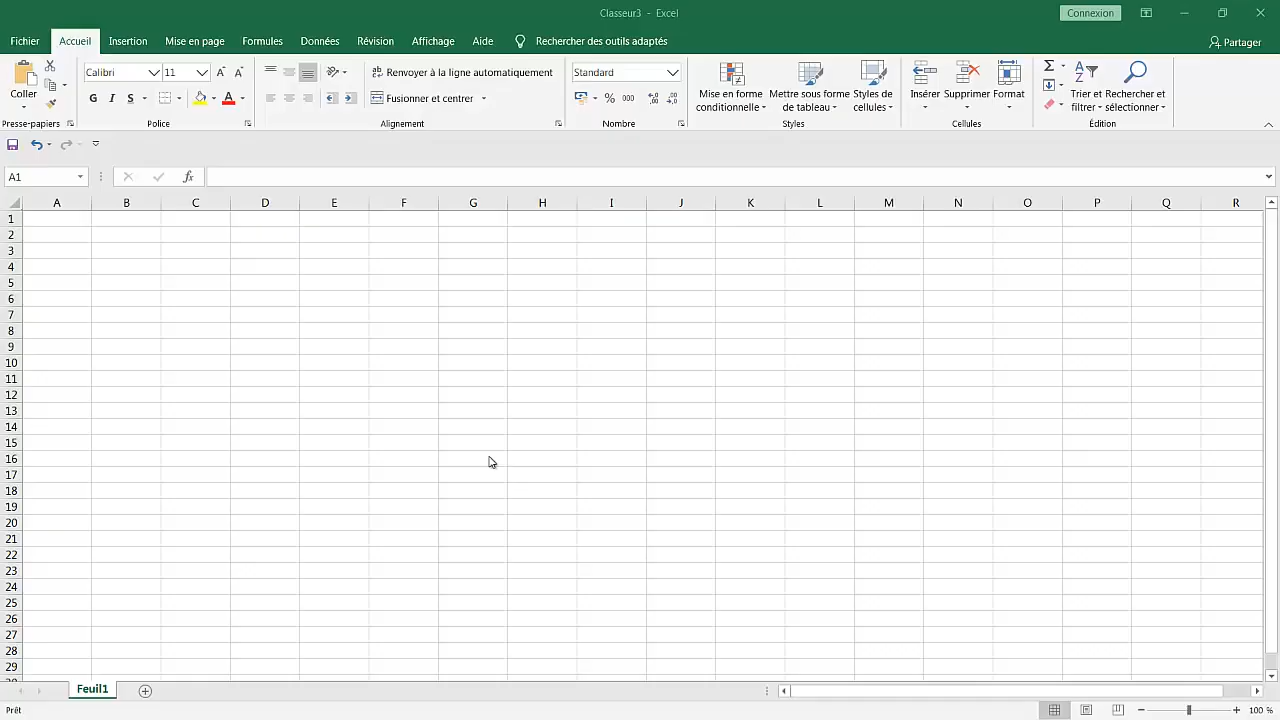 Classeur3 - Excel
Connexion
Fichier Accueil Insertion Mise en page Formules Données Révision Affichage Aide Rechercher des outils adaptés Partager
Coller
Presse-papiers
Calibri 11
G I S A
Police
Renvoyer à la ligne automatiquement
Fusionner et centrer
Alignement
Standard
% 000
Nombre
Mise en forme conditionnelle
Mettre sous forme de tableau
Styles de cellules
Styles
Insérer Supprimer Format
Cellules
Trier et filtrer
Rechercher et sélectionner
Édition
A1
fx
A B C D E F G H I J K L M N O P Q R
1
2
3
4
5
6
7
8
9
10
11
12
13
14
15
16
17
18
19
20
21
22
23
24
25
26
27
28
29
Feuil1
Prêt
100 %